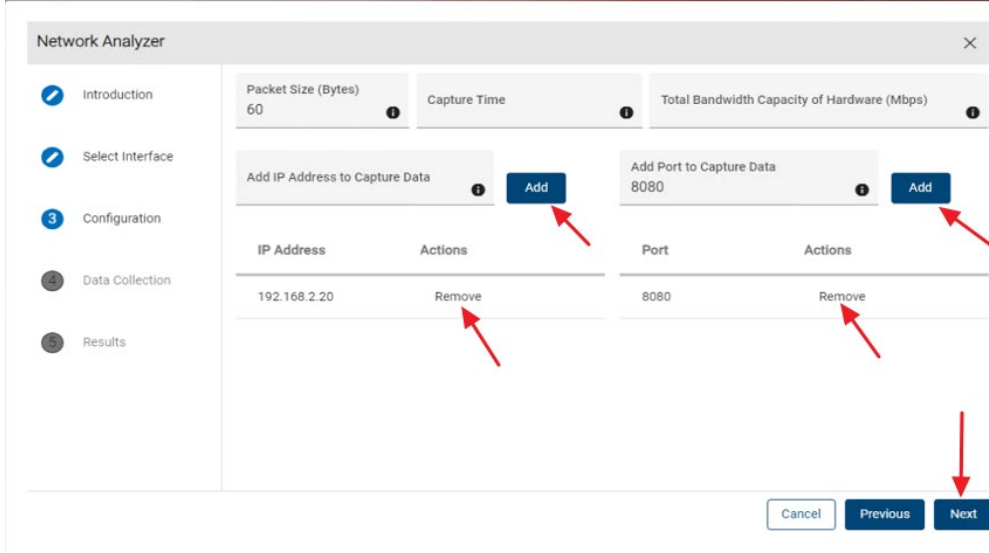 Network Analyzer
Introduction
Select Interface
3 Configuration
4 Data Collection
5 Results
Packet Size (Bytes)
60
Capture Time
Total Bandwidth Capacity of Hardware (Mbps)
Add IP Address to Capture Data
Add
Add Port to Capture Data
8080
Add
IP Address Actions
192.168.2.20 Remove
Port Actions
8080 Remove
Cancel Previous Next